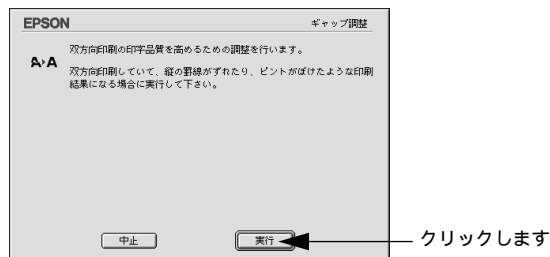 EPSON ギャップ調整
双方向印刷の印字品質を高めるための調整を行います。
A›A
双方向印刷していて、縦の罫線がずれたり、ピントがぼけたような印刷
結果になる場合に実行して下さい。
中止 実行 クリックします